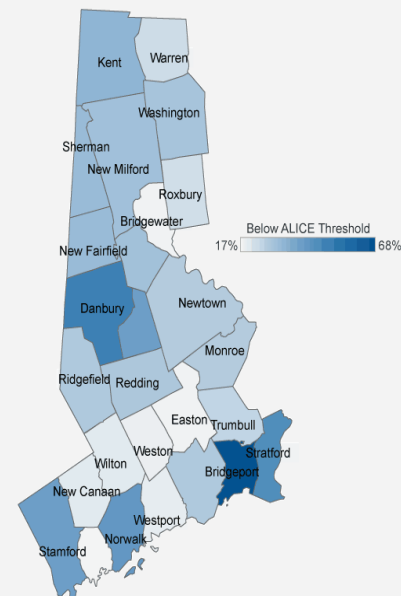 Kent
Warren
Washington
Sherman
New Milford
Roxbury
Bridgewater
Below ALICE Threshold
17% 68%
New Fairfield
Danbury
Newtown
Monroe
Ridgefield
Redding
Easton
Trumbull
Weston
Stratford
Wilton
Bridgeport
New Canaan
Westport
Norwalk
Stamford